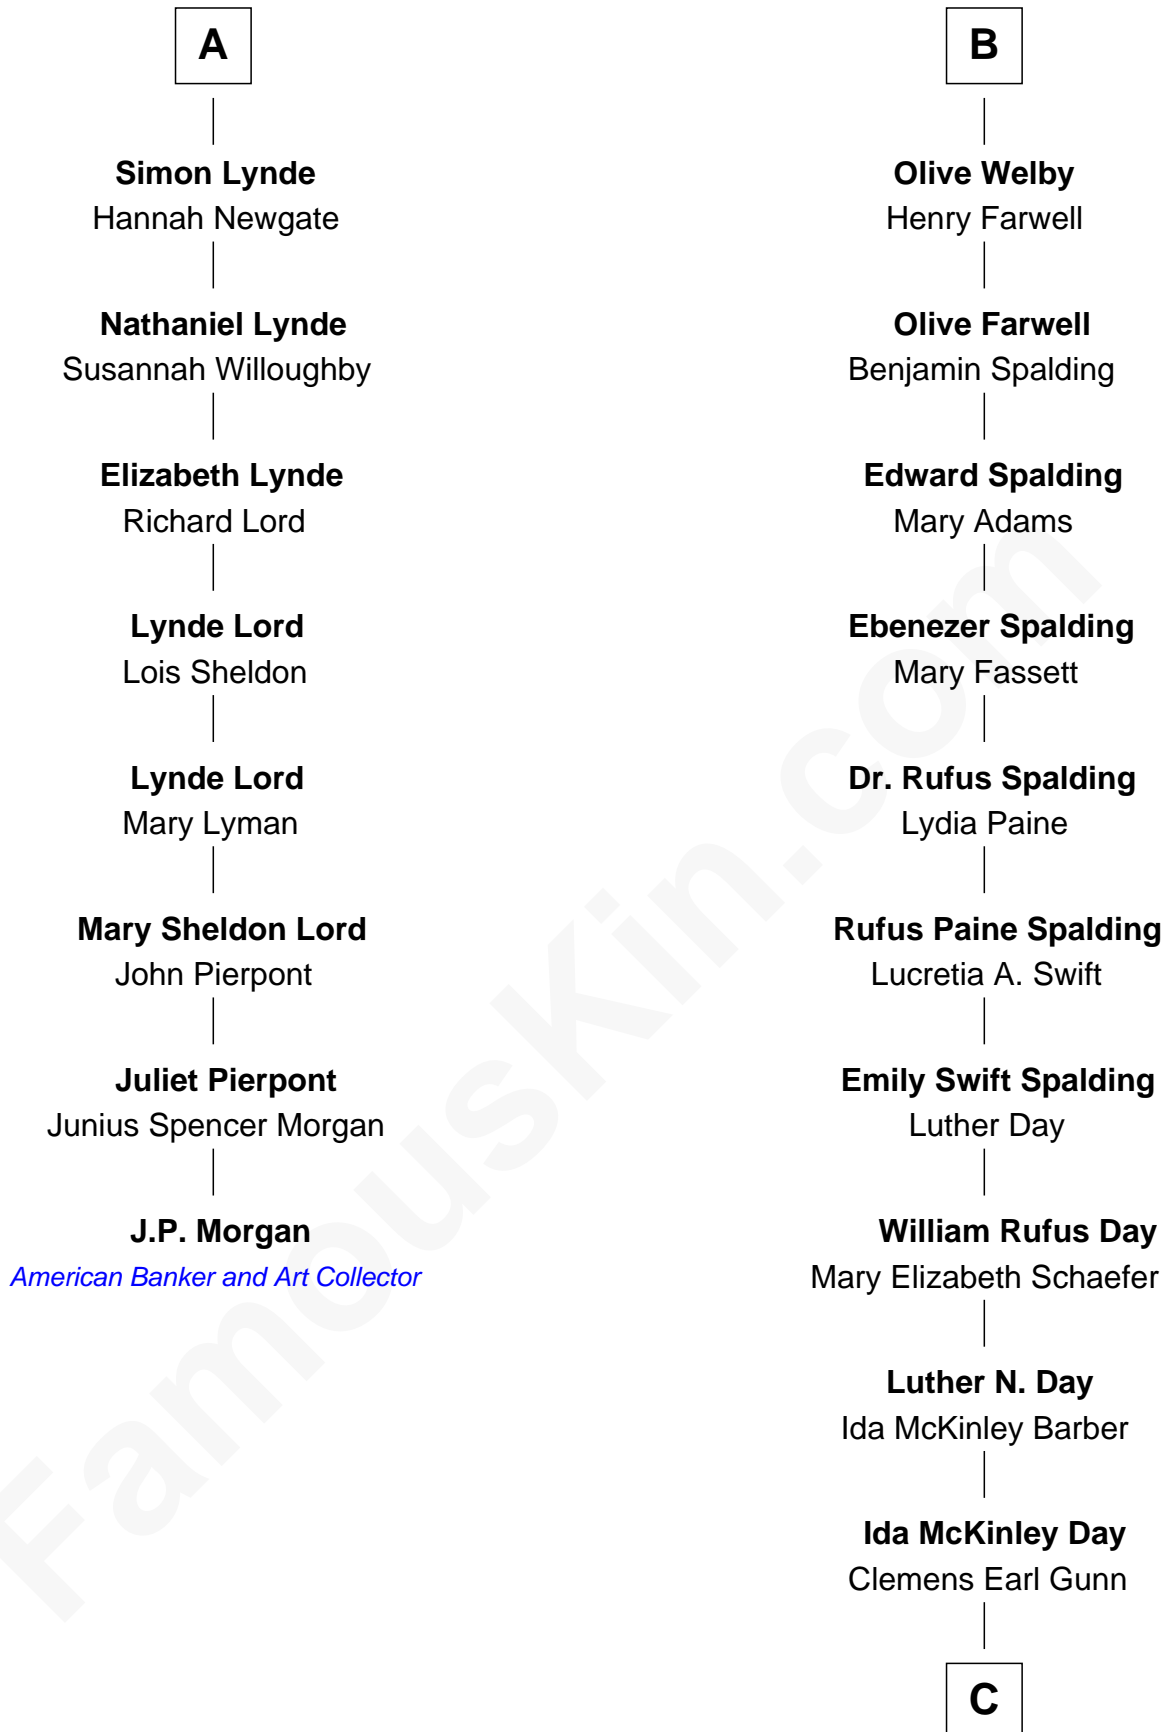 A
Simon Lynde
Hannah Newgate
Nathaniel Lynde
Susannah Willoughby
Elizabeth Lynde
Richard Lord
Lynde Lord
Lois Sheldon
Lynde Lord
Mary Lyman
Mary Sheldon Lord
John Pierpont
Juliet Pierpont
Junius Spencer Morgan
J.P. Morgan
American Banker and Art Collector
B
Olive Welby
Henry Farwell
Olive Farwell
Benjamin Spalding
Edward Spalding
Mary Adams
Ebenezer Spalding
Mary Fassett
Dr. Rufus Spalding
Lydia Paine
Rufus Paine Spalding
Lucretia A. Swift
Emily Swift Spalding
Luther Day
William Rufus Day
Mary Elizabeth Schaefer
Luther N. Day
Ida McKinley Barber
Ida McKinley Day
Clemens Earl Gunn
C
FamousKin.com